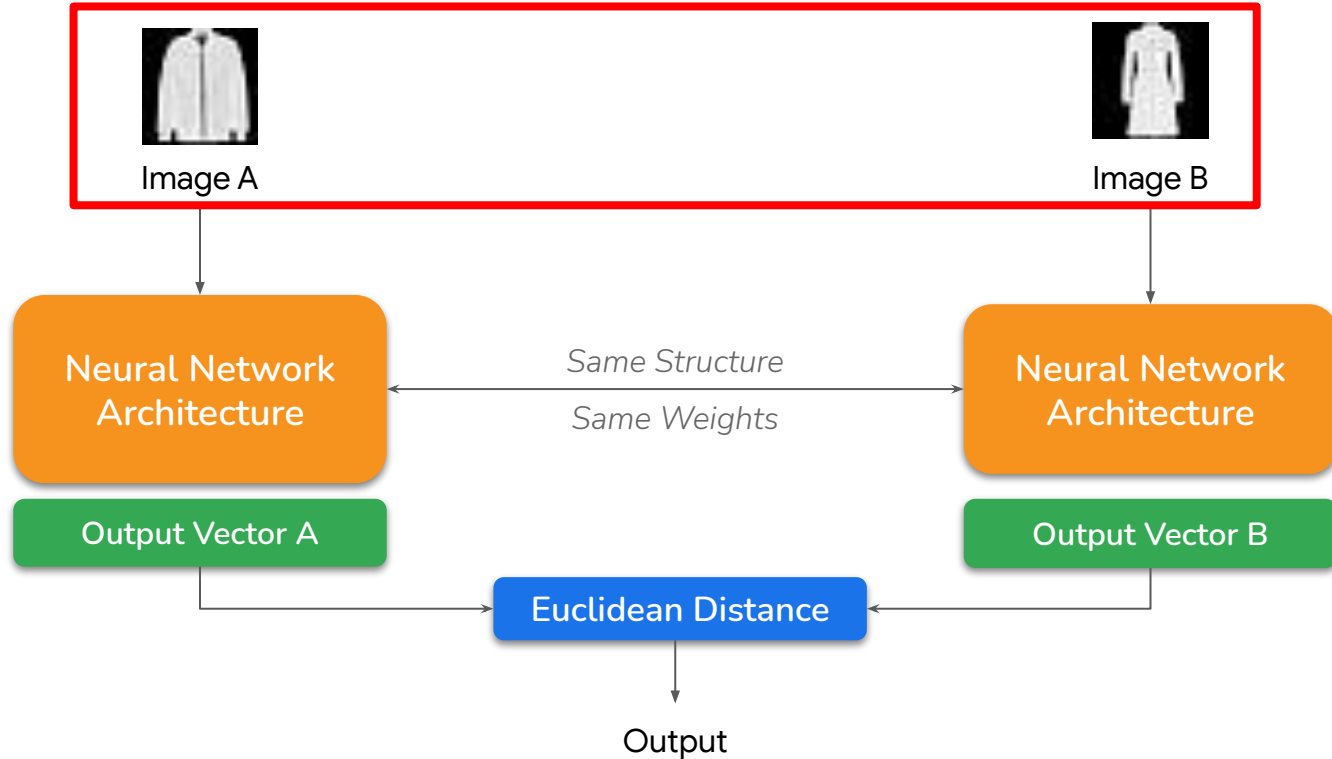 Image A
Image B
Neural Network
Architecture
Same Structure
Same Weights
Neural Network
Architecture
Output Vector A
Output Vector B
Euclidean Distance
Output